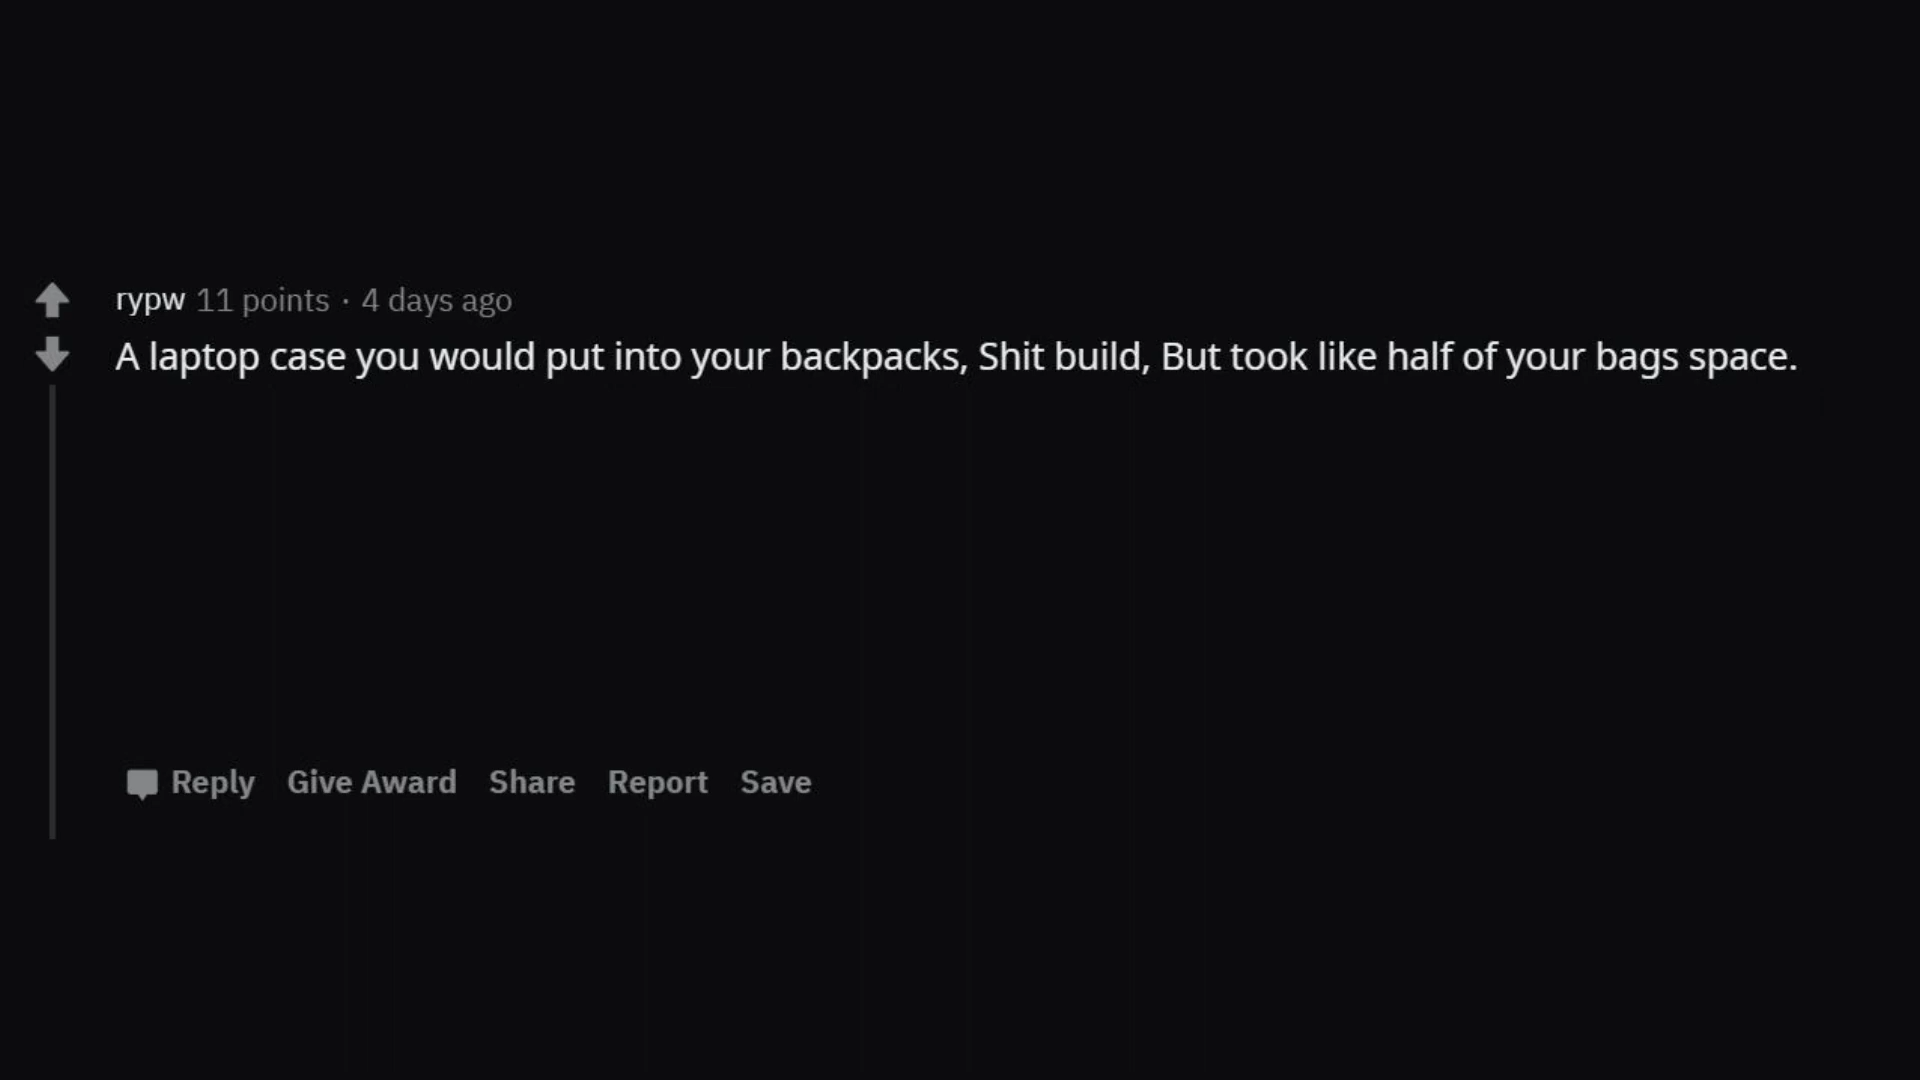 rypw 11 points · 4 days ago
A laptop case you would put into your backpacks, Shit build, But took like half of your bags space.
Reply Give Award Share Report Save